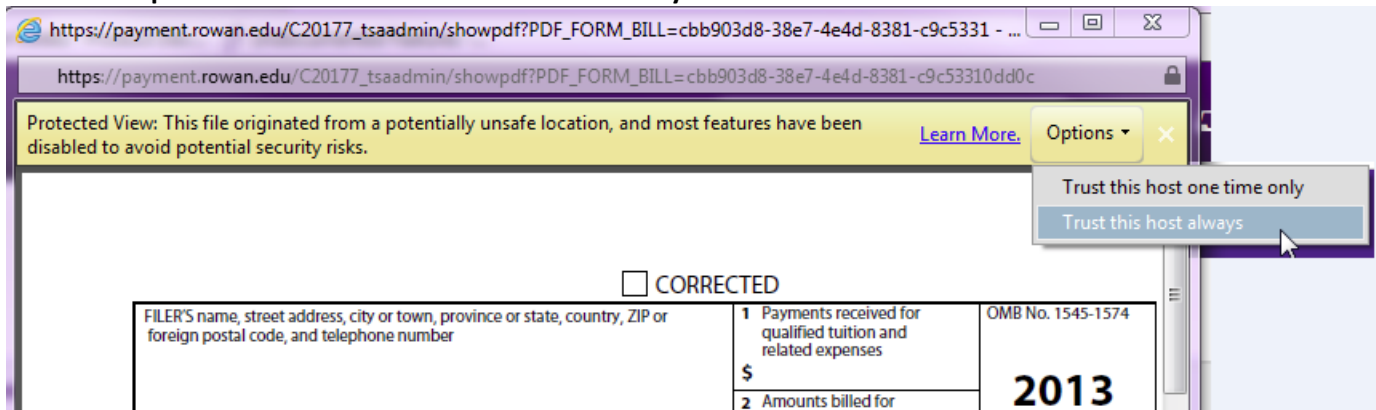 https://payment.rowan.edu/C20177_tsaadmin/showpdf?PDF_FORM_BILL=cbb903d8-38e7-4e4d-8381-c9c5331 - ...
https://payment.rowan.edu/C20177_tsaadmin/showpdf?PDF_FORM_BILL=cbb903d8-38e7-4e4d-8381-c9c53310dd0c
Protected View: This file originated from a potentially unsafe location, and most features have been
disabled to avoid potential security risks.
Learn More.
Options
Trust this host one time only
Trust this host always
CORRECTED
FILER'S name, street address, city or town, province or state, country, ZIP or
foreign postal code, and telephone number
1 Payments received for
qualified tuition and
related expenses
$
2 Amounts billed for
OMB No. 1545-1574
2013